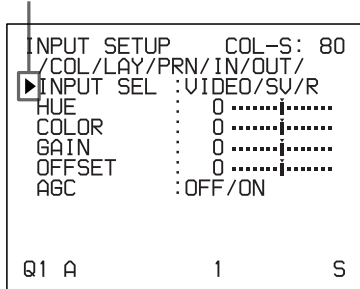 INPUT SETUP COL-S: 80
/COL/LAY/PRN/IN/OUT/
▶INPUT SEL :VIDEO/SV/R
HUE : 0
COLOR : 0
GAIN : 0
OFFSET : 0
AGC :OFF/ON
Q1 A 1 S